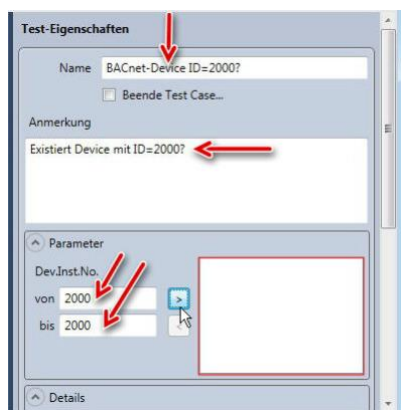 Test-Eigenschaften
Name BACnet-Device ID=2000?
Beende Test Case...
Anmerkung
Existiert Device mit ID=2000?
Parameter
Dev.Inst.No.
von 2000 >
bis 2000 <
Details